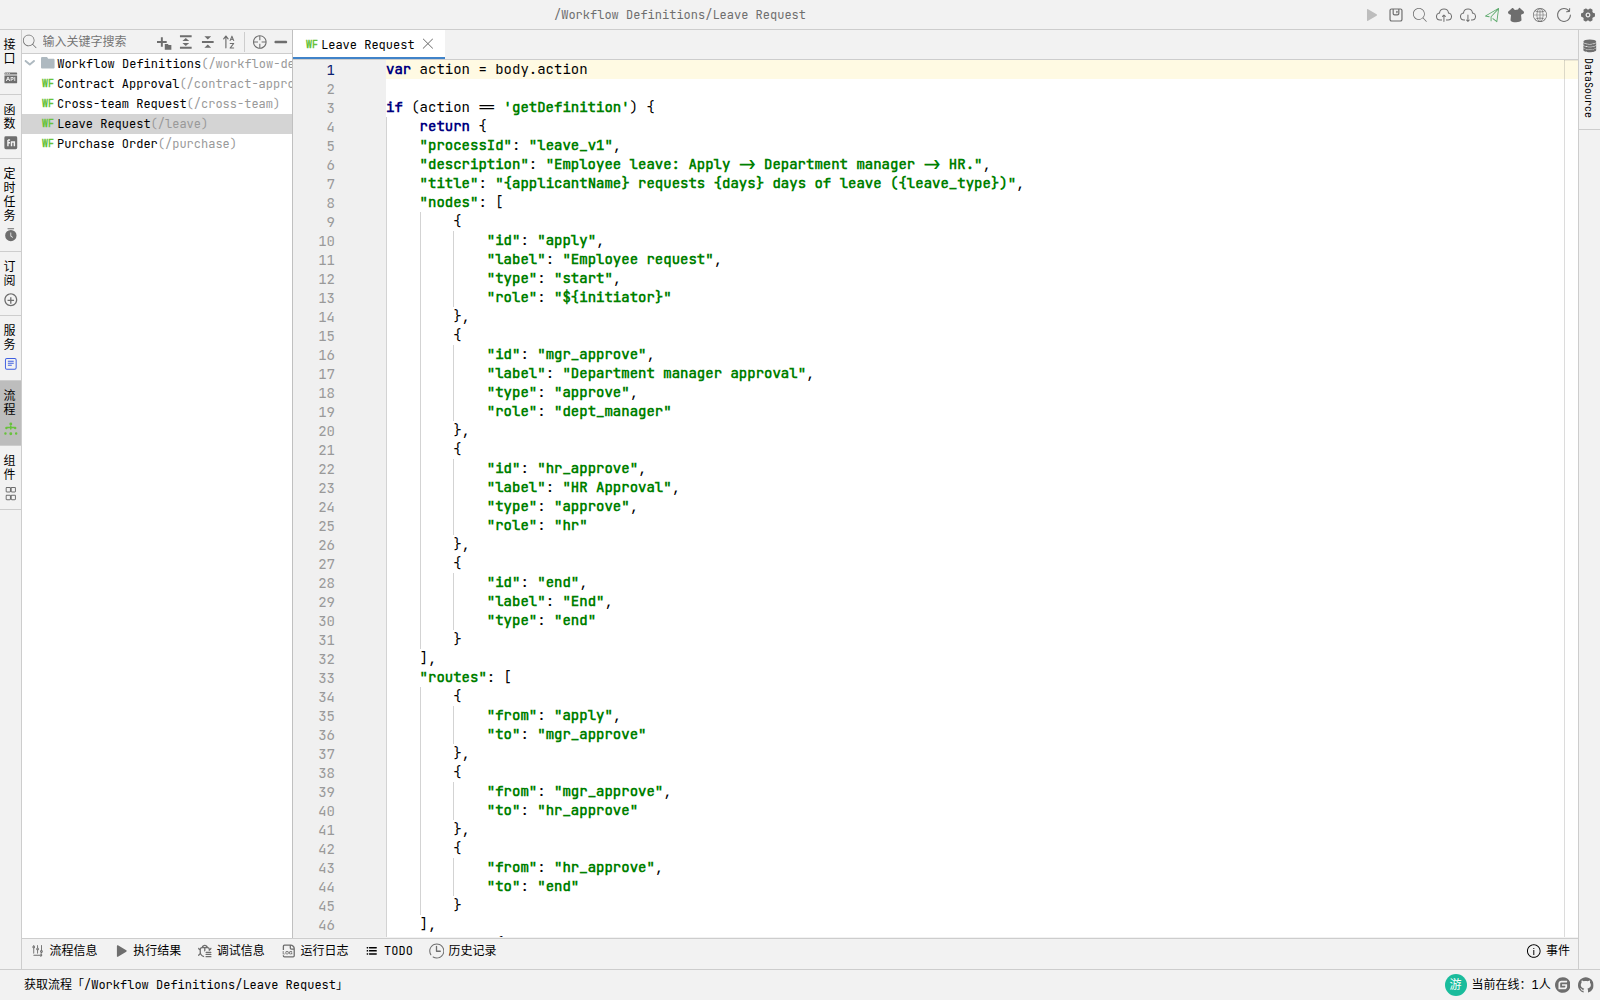 /Workflow Definitions/Leave Request
接口
函数
定时任务
订阅
服务
流程
组件
输入关键字搜索
Workflow Definitions(/workflow-de
WF Contract Approval(/contract-appro
WF Cross-team Request(/cross-team)
WF Leave Request(/leave)
WF Purchase Order(/purchase)
WF Leave Request
1 var action = body.action
2
3 if (action == 'getDefinition') {
4 return {
5 "processId": "leave_v1",
6 "description": "Employee leave: Apply -> Department manager -> HR.",
7 "title": "{applicantName} requests {days} days of leave ({leave_type})",
8 "nodes": [
9 {
10 "id": "apply",
11 "label": "Employee request",
12 "type": "start",
13 "role": "${initiator}"
14 },
15 {
16 "id": "mgr_approve",
17 "label": "Department manager approval",
18 "type": "approve",
19 "role": "dept_manager"
20 },
21 {
22 "id": "hr_approve",
23 "label": "HR Approval",
24 "type": "approve",
25 "role": "hr"
26 },
27 {
28 "id": "end",
29 "label": "End",
30 "type": "end"
31 }
32 ],
33 "routes": [
34 {
35 "from": "apply",
36 "to": "mgr_approve"
37 },
38 {
39 "from": "mgr_approve",
40 "to": "hr_approve"
41 },
42 {
43 "from": "hr_approve",
44 "to": "end"
45 }
46 ],
DataSource
流程信息 执行结果 调试信息 运行日志 TODO 历史记录 事件
获取流程「/Workflow Definitions/Leave Request」 游 当前在线：1人